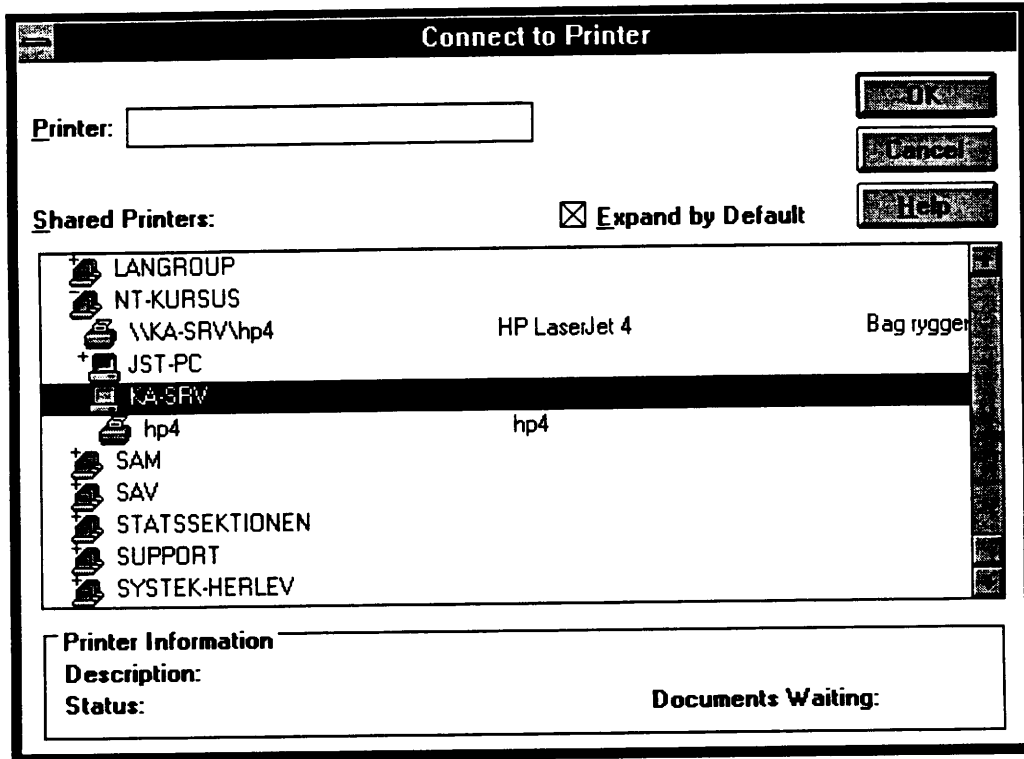 Connect to Printer
Printer:
OK
Cancel
Shared Printers:
Expand by Default
Help
LANGROUP
NT-KURSUS
\\KA-SRV\hp4 HP LaserJet 4 Bag rygger
JST-PC
KA-SRV
hp4 hp4
SAM
SAV
STATSSEKTIONEN
SUPPORT
SYSTEK-HERLEV
Printer Information
Description:
Status: Documents Waiting: